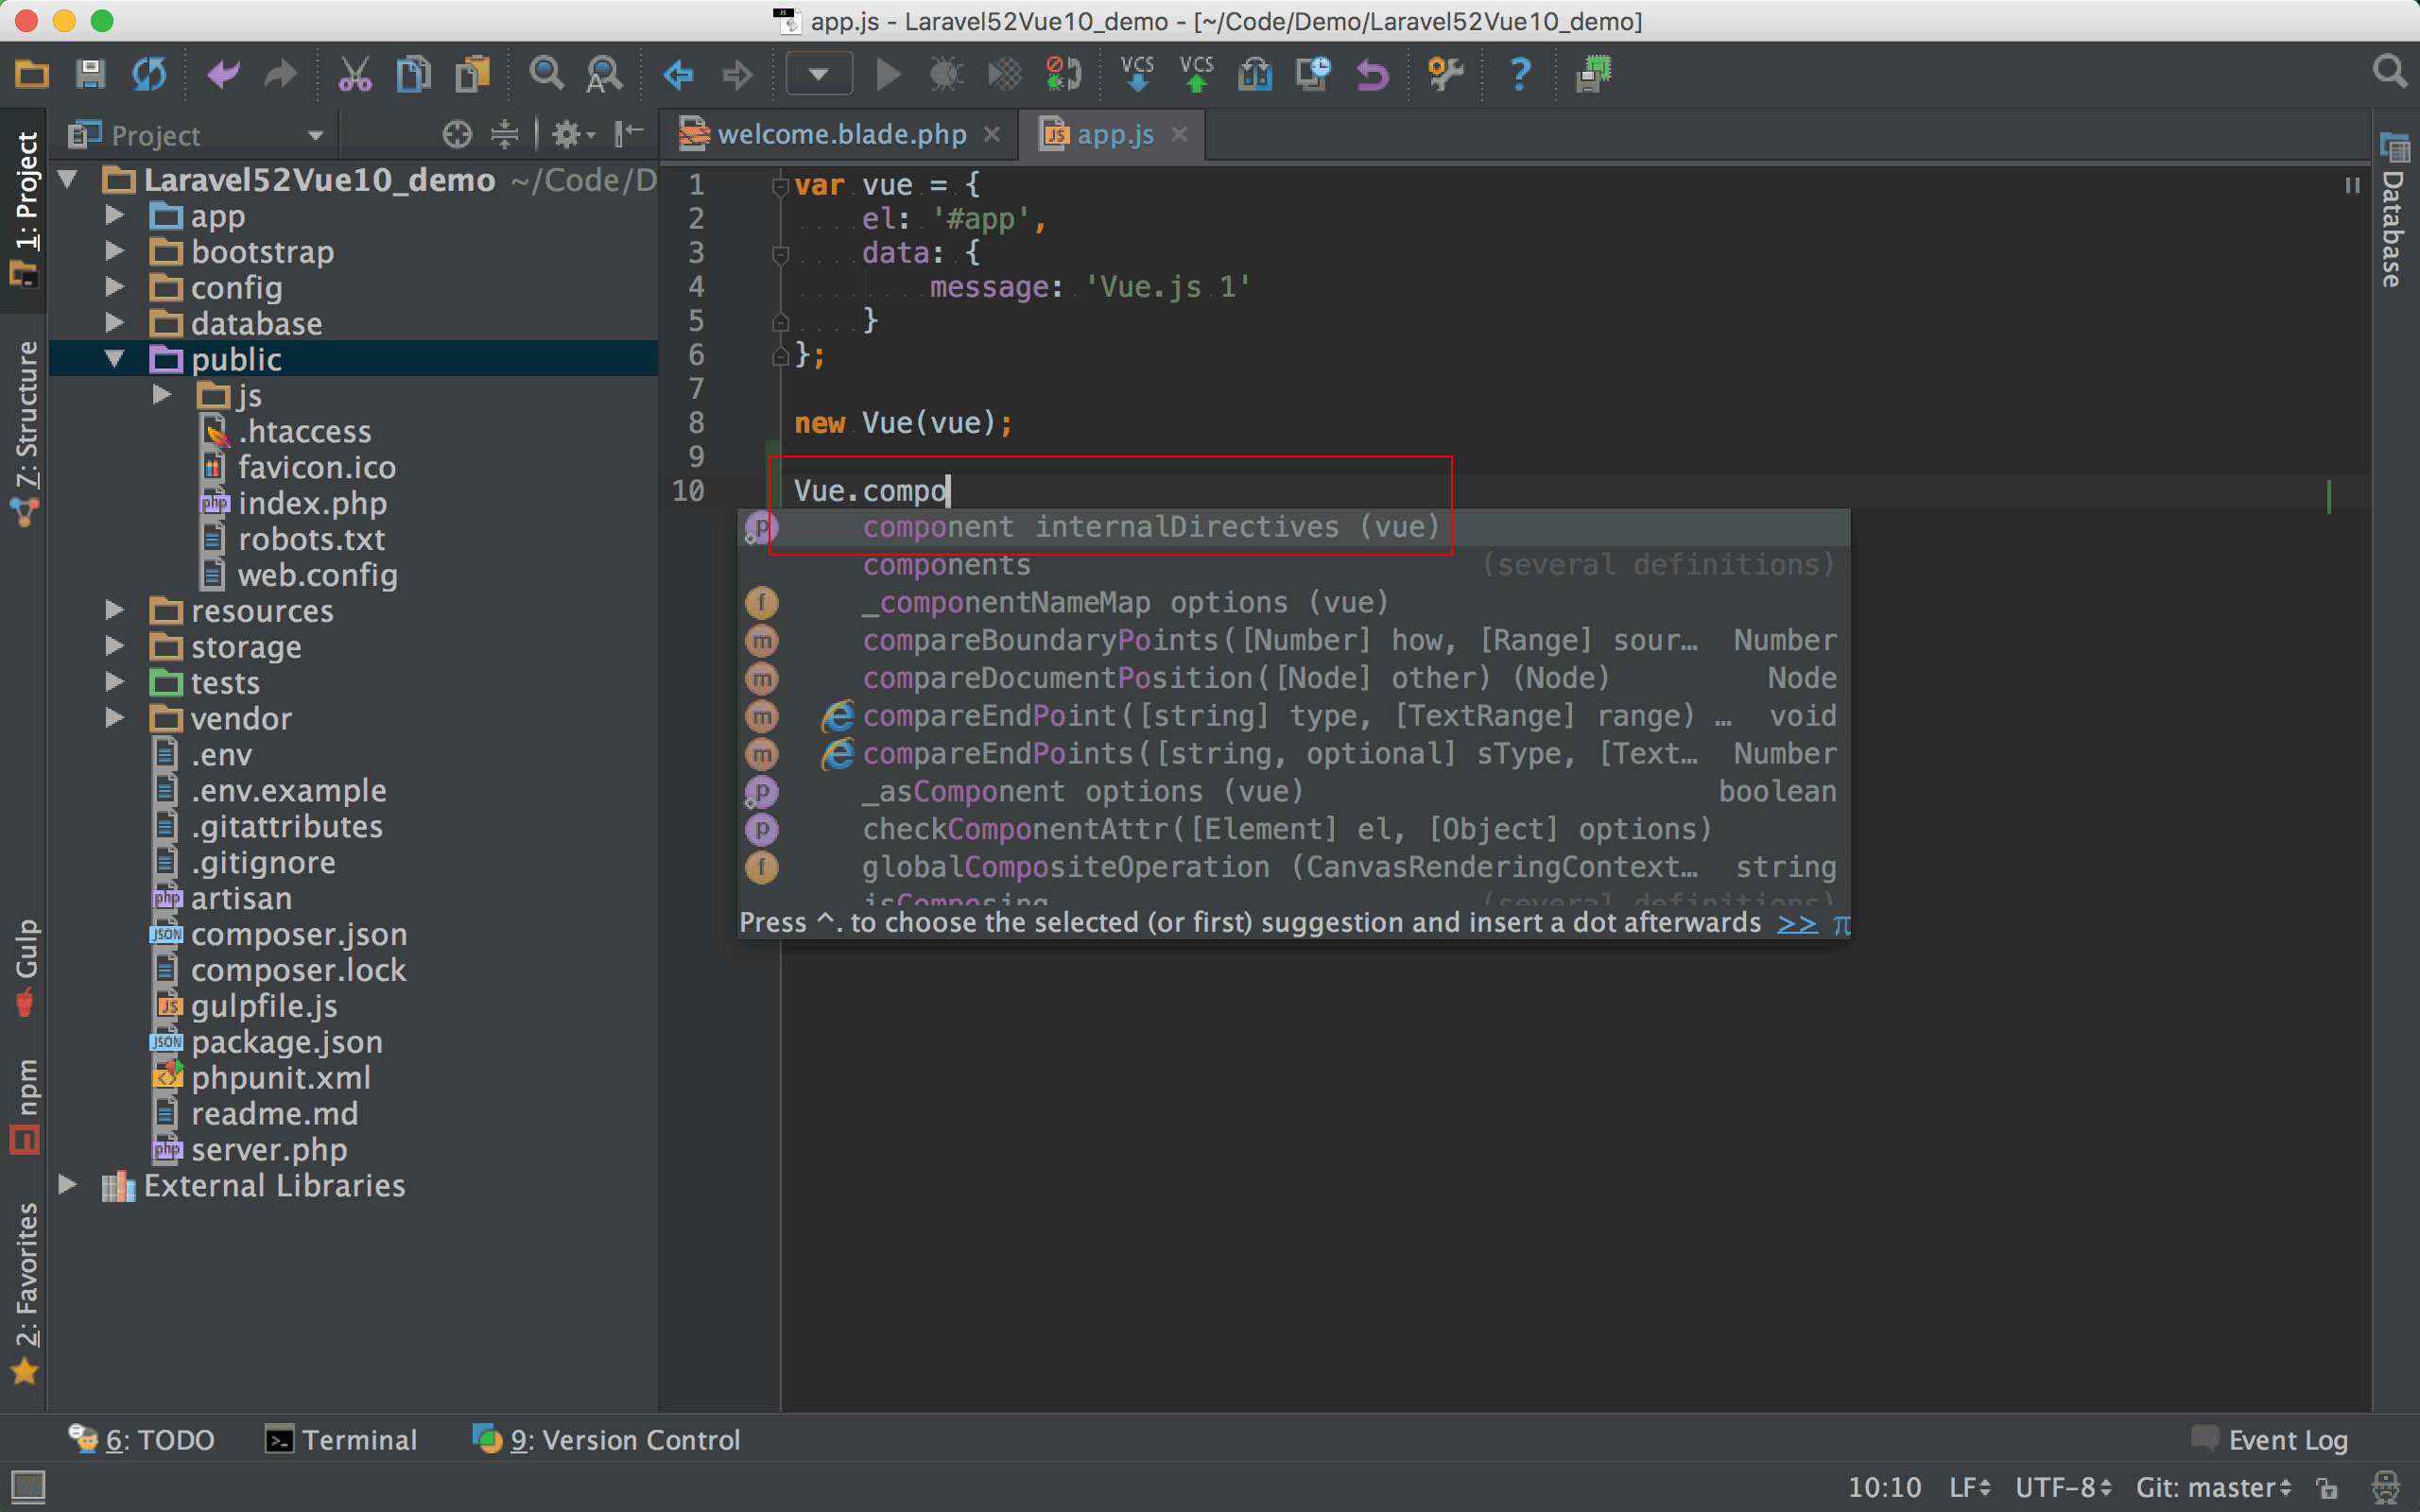 app.js - Laravel52Vue10_demo - [~/Code/Demo/Laravel52Vue10_demo]
VCS VCS ?
1: Project
7: Structure
Gulp
npm
2: Favorites
Project
Laravel52Vue10_demo ~/Code/D
app
bootstrap
config
database
public
js
.htaccess
favicon.ico
index.php
robots.txt
web.config
resources
storage
tests
vendor
.env
.env.example
.gitattributes
.gitignore
artisan
composer.json
composer.lock
gulpfile.js
package.json
phpunit.xml
readme.md
server.php
External Libraries
welcome.blade.php app.js
1 var vue = {
2 el: '#app',
3 data: {
4 message: 'Vue.js 1'
5 }
6 };
7
8 new Vue(vue);
9
10 Vue.compo
component internalDirectives (vue)
components (several definitions)
_componentNameMap options (vue)
compareBoundaryPoints([Number] how, [Range] sour… Number
compareDocumentPosition([Node] other) (Node) Node
compareEndPoint([string] type, [TextRange] range) … void
compareEndPoints([string, optional] sType, [Text… Number
_asComponent options (vue) boolean
checkComponentAttr([Element] el, [Object] options)
globalCompositeOperation (CanvasRenderingContext… string
isComposing (several definitions)
Press ^. to choose the selected (or first) suggestion and insert a dot afterwards >> π
Database
6: TODO Terminal 9: Version Control Event Log
10:10 LF UTF-8 Git: master